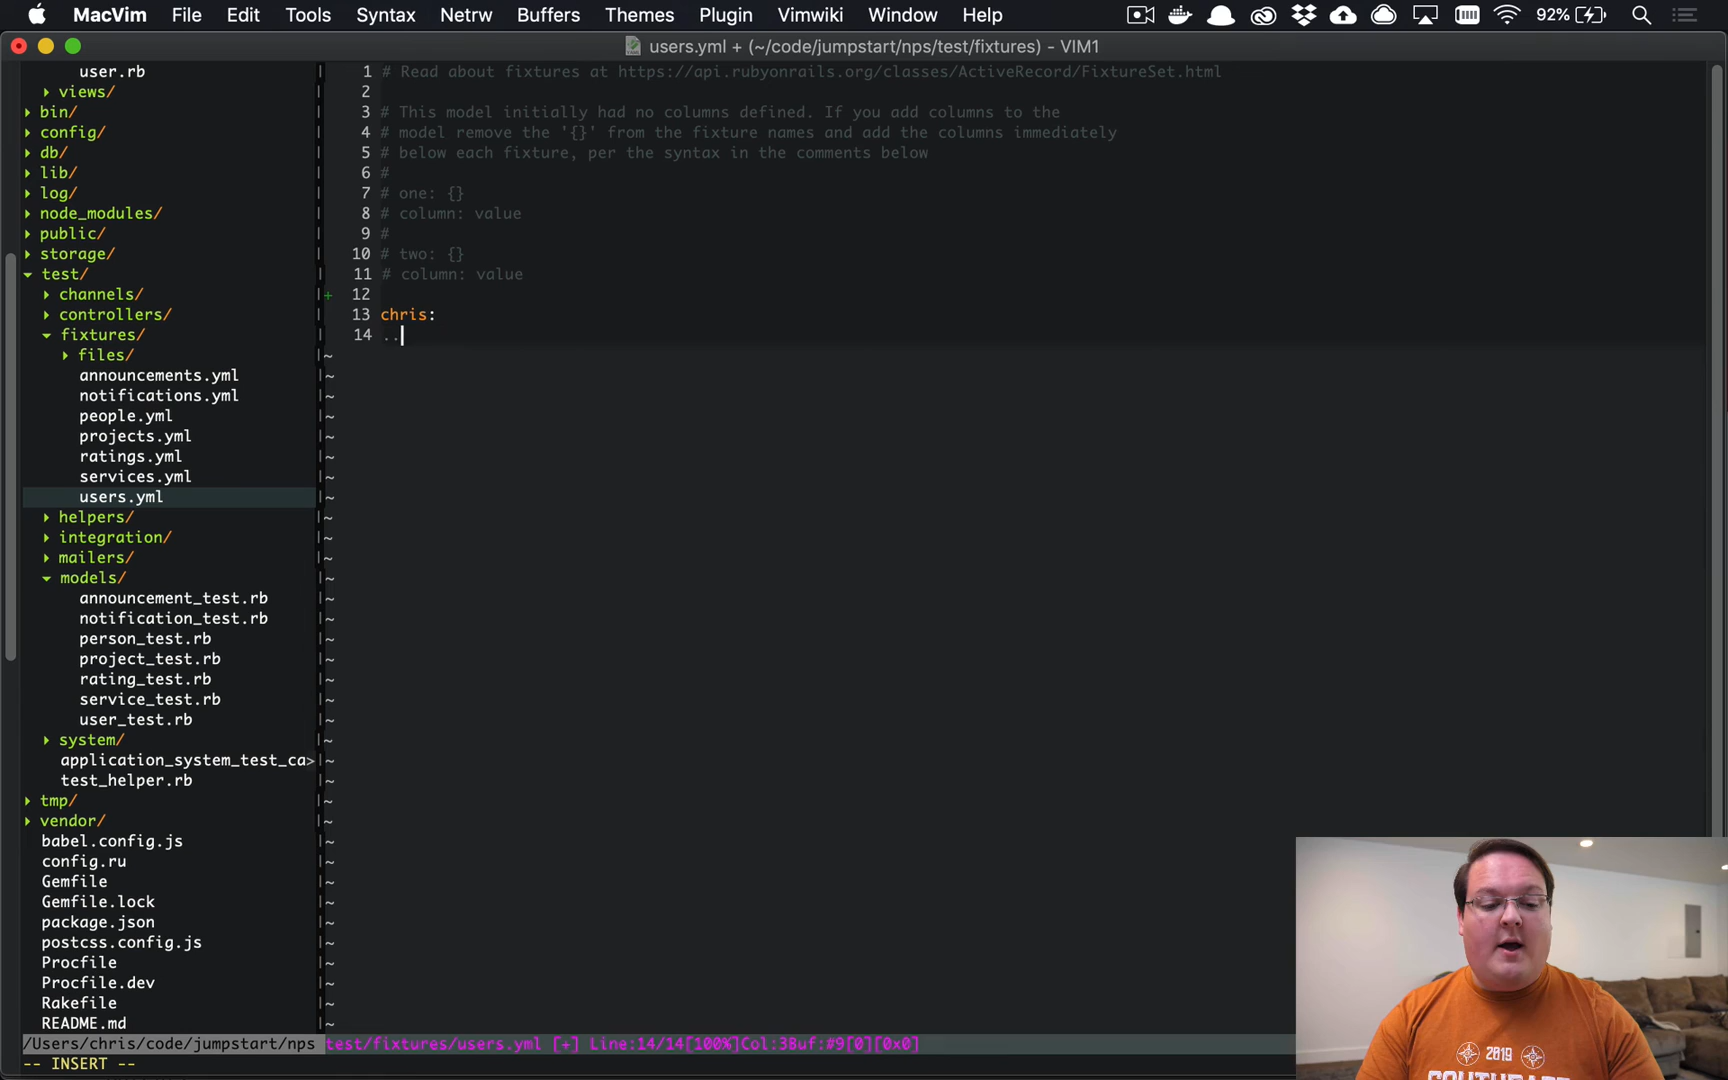 MacVim File Edit Tools Syntax Netrw Buffers Themes Plugin Vimwiki Window Help 92%
users.yml + (~/code/jumpstart/nps/test/fixtures) - VIM1
user.rb
views/
bin/
config/
db/
lib/
log/
node_modules/
public/
storage/
test/
channels/
controllers/
fixtures/
files/
announcements.yml
notifications.yml
people.yml
projects.yml
ratings.yml
services.yml
users.yml
helpers/
integration/
mailers/
models/
announcement_test.rb
notification_test.rb
person_test.rb
project_test.rb
rating_test.rb
service_test.rb
user_test.rb
system/
application_system_test_ca>
test_helper.rb
tmp/
vendor/
babel.config.js
config.ru
Gemfile
Gemfile.lock
package.json
postcss.config.js
Procfile
Procfile.dev
Rakefile
README.md
1 # Read about fixtures at https://api.rubyonrails.org/classes/ActiveRecord/FixtureSet.html
2
3 # This model initially had no columns defined. If you add columns to the
4 # model remove the '{}' from the fixture names and add the columns immediately
5 # below each fixture, per the syntax in the comments below
6 #
7 # one: {}
8 # column: value
9 #
10 # two: {}
11 # column: value
+ 12
13 chris:
14 ..
/Users/chris/code/jumpstart/nps test/fixtures/users.yml [+] Line:14/14[100%]Col:3Buf:#9[0][0x0]
-- INSERT --
2019